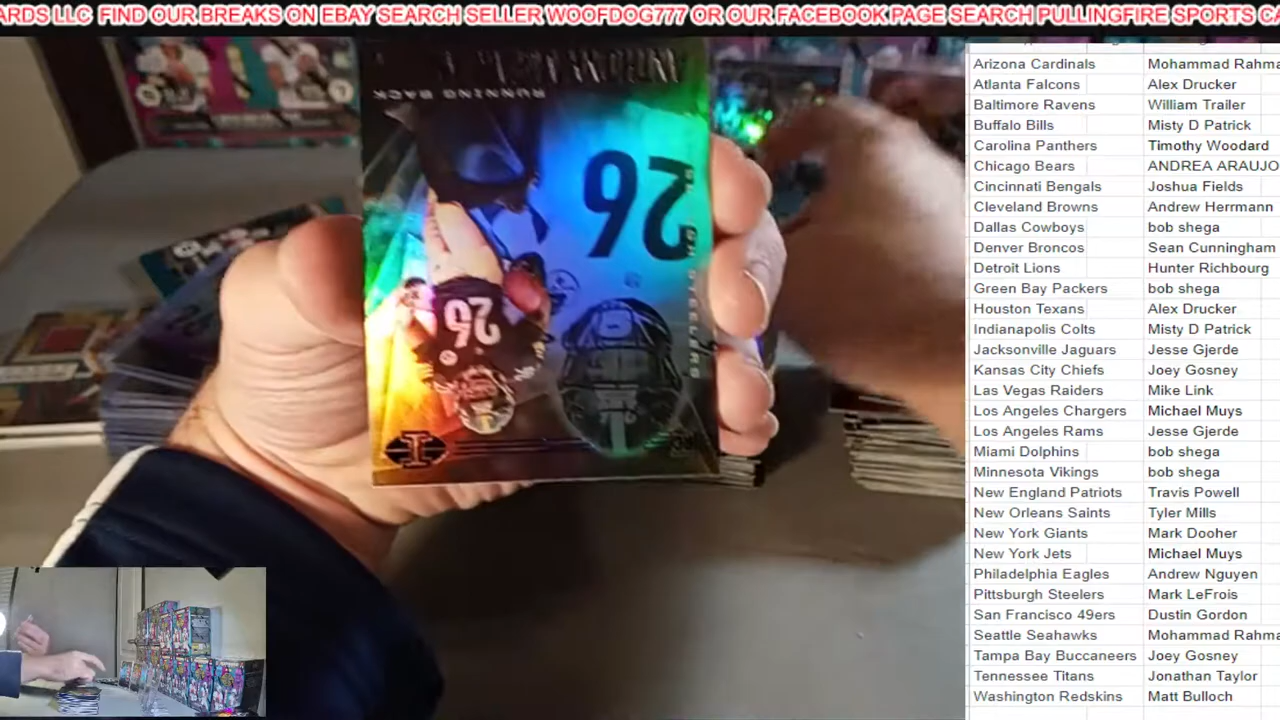 ARDS LLC  FIND OUR BREAKS ON EBAY SEARCH SELLER WOOFDOG777 OR OUR FACEBOOK PAGE SEARCH PULLINGFIRE SPORTS CA
RUNNING BACK
26
26
Arizona Cardinals Mohammad Rahma
Atlanta Falcons Alex Drucker
Baltimore Ravens William Trailer
Buffalo Bills Misty D Patrick
Carolina Panthers Timothy Woodard
Chicago Bears ANDREA ARAUJO
Cincinnati Bengals Joshua Fields
Cleveland Browns Andrew Herrmann
Dallas Cowboys bob shega
Denver Broncos Sean Cunningham
Detroit Lions Hunter Richbourg
Green Bay Packers bob shega
Houston Texans Alex Drucker
Indianapolis Colts Misty D Patrick
Jacksonville Jaguars Jesse Gjerde
Kansas City Chiefs Joey Gosney
Las Vegas Raiders Mike Link
Los Angeles Chargers Michael Muys
Los Angeles Rams Jesse Gjerde
Miami Dolphins bob shega
Minnesota Vikings bob shega
New England Patriots Travis Powell
New Orleans Saints Tyler Mills
New York Giants Mark Dooher
New York Jets Michael Muys
Philadelphia Eagles Andrew Nguyen
Pittsburgh Steelers Mark LeFrois
San Francisco 49ers Dustin Gordon
Seattle Seahawks Mohammad Rahma
Tampa Bay Buccaneers Joey Gosney
Tennessee Titans Jonathan Taylor
Washington Redskins Matt Bulloch